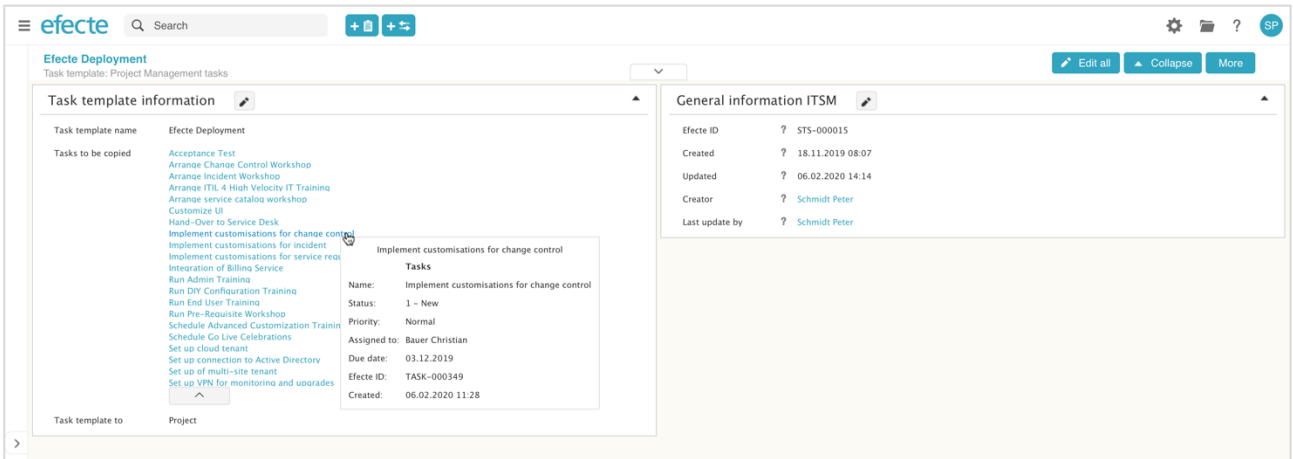 efecte
Search
?
SP
Efecte Deployment
Task template: Project Management tasks
Edit all
Collapse
More
Task template information
Task template name Efecte Deployment
Tasks to be copied Acceptance Test
Arrange Change Control Workshop
Arrange Incident Workshop
Arrange ITIL 4 High Velocity IT Training
Arrange service catalog workshop
Customize UI
Hand-Over to Service Desk
Implement customisations for change control
Implement customisations for incident
Implement customisations for service requ
Integration of Billing Service
Run Admin Training
Run DIY Configuration Training
Run End User Training
Run Pre-Requisite Workshop
Schedule Advanced Customization Trainin
Schedule Go Live Celebrations
Set up cloud tenant
Set up connection to Active Directory
Set up of multi-site tenant
Set up VPN for monitoring and upgrades
Task template to Project
Implement customisations for change control
Tasks
Name: Implement customisations for change control
Status: 1 - New
Priority: Normal
Assigned to: Bauer Christian
Due date: 03.12.2019
Efecte ID: TASK-000349
Created: 06.02.2020 11:28
General information ITSM
Efecte ID ? STS-000015
Created ? 18.11.2019 08:07
Updated ? 06.02.2020 14:14
Creator ? Schmidt Peter
Last update by ? Schmidt Peter